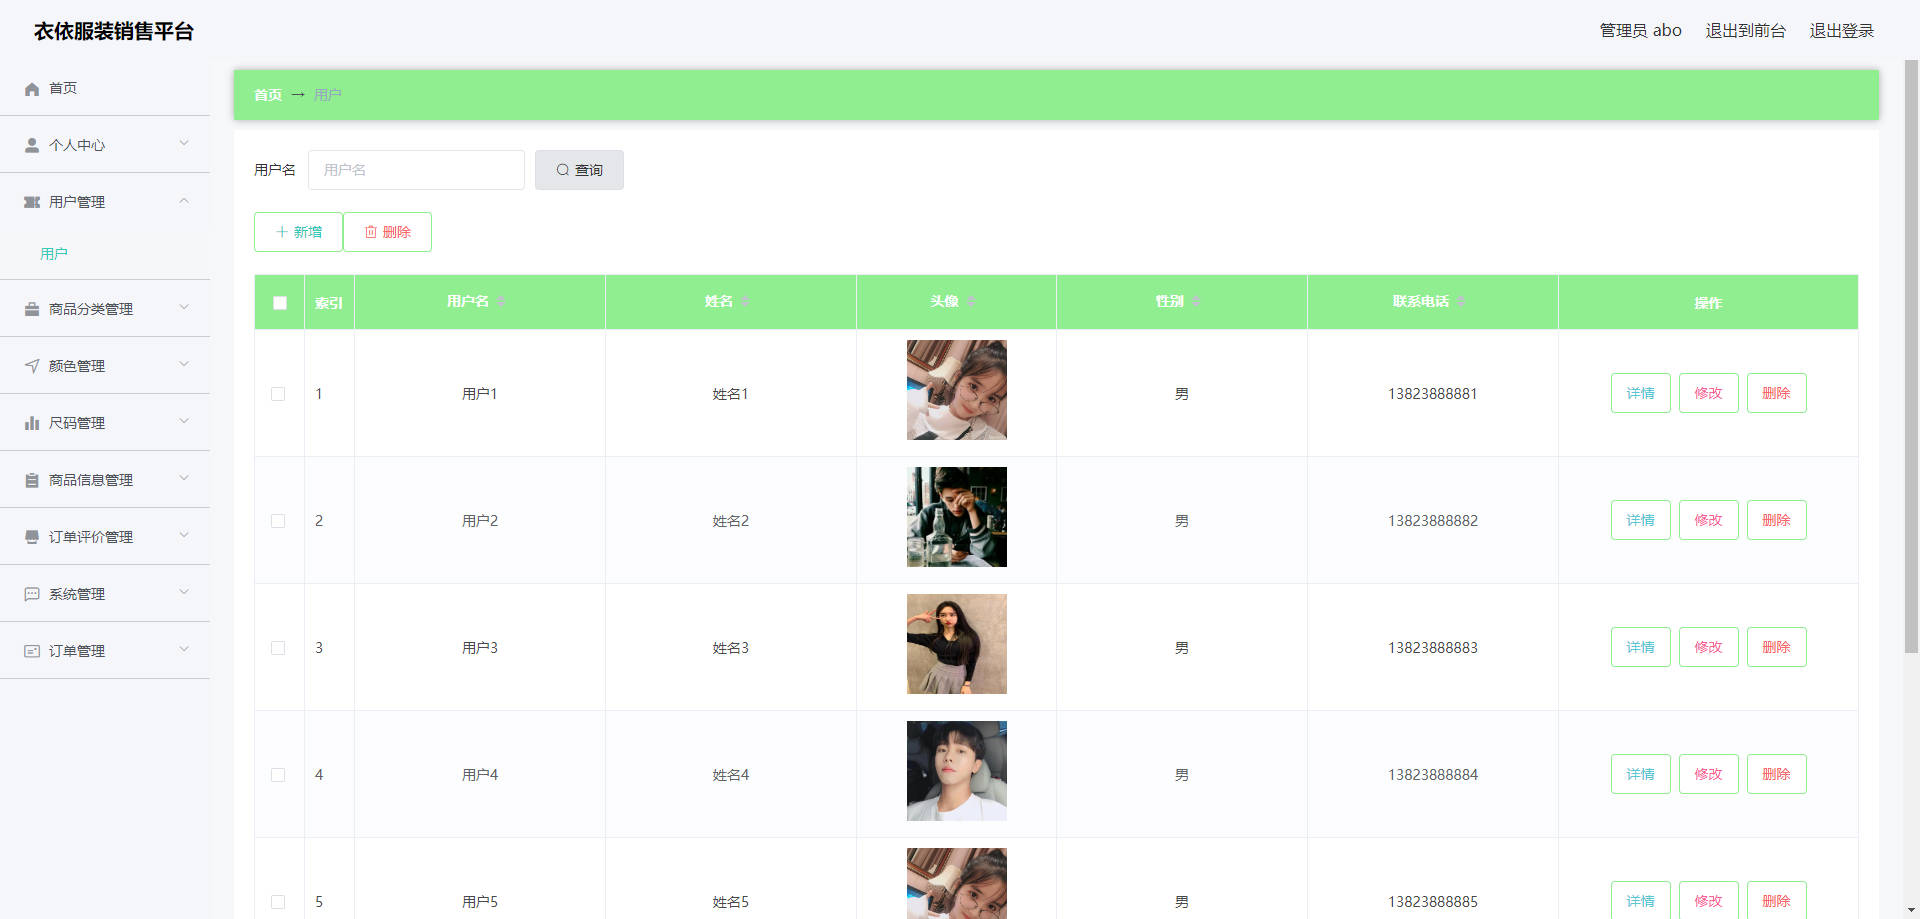 衣依服装销售平台
管理员 abo 退出到前台 退出登录
首页
个人中心
用户管理
用户
商品分类管理
颜色管理
尺码管理
商品信息管理
订单评价管理
系统管理
订单管理
首页 → 用户
用户名 用户名 查询
新增 删除
索引 用户名 姓名 头像 性别 联系电话 操作
1 用户1 姓名1 男 13823888881 详情 修改 删除
2 用户2 姓名2 男 13823888882 详情 修改 删除
3 用户3 姓名3 男 13823888883 详情 修改 删除
4 用户4 姓名4 男 13823888884 详情 修改 删除
5 用户5 姓名5 男 13823888885 详情 修改 删除